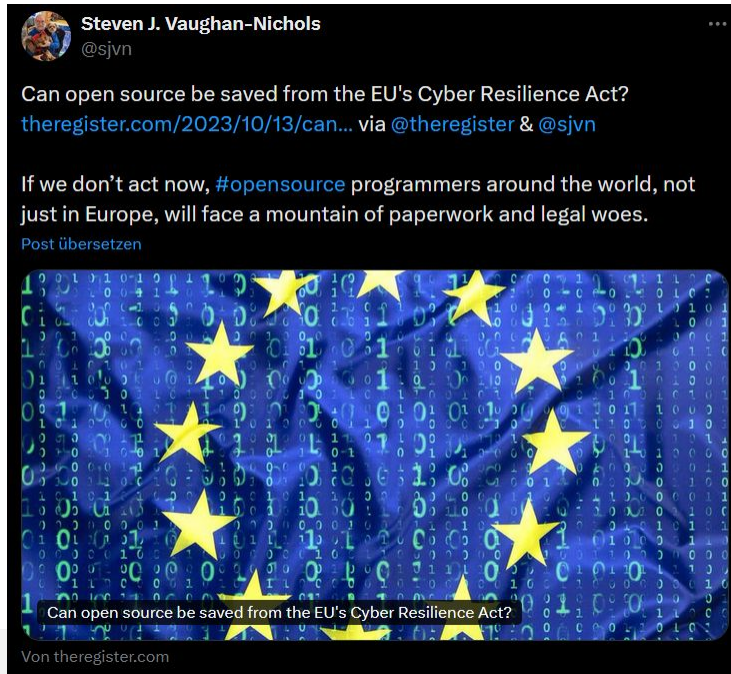 Steven J. Vaughan-Nichols
@sjvn
Can open source be saved from the EU's Cyber Resilience Act?
theregister.com/2023/10/13/can... via @theregister & @sjvn
If we don’t act now, #opensource programmers around the world, not
just in Europe, will face a mountain of paperwork and legal woes.
Post übersetzen
Can open source be saved from the EU's Cyber Resilience Act?
Von theregister.com